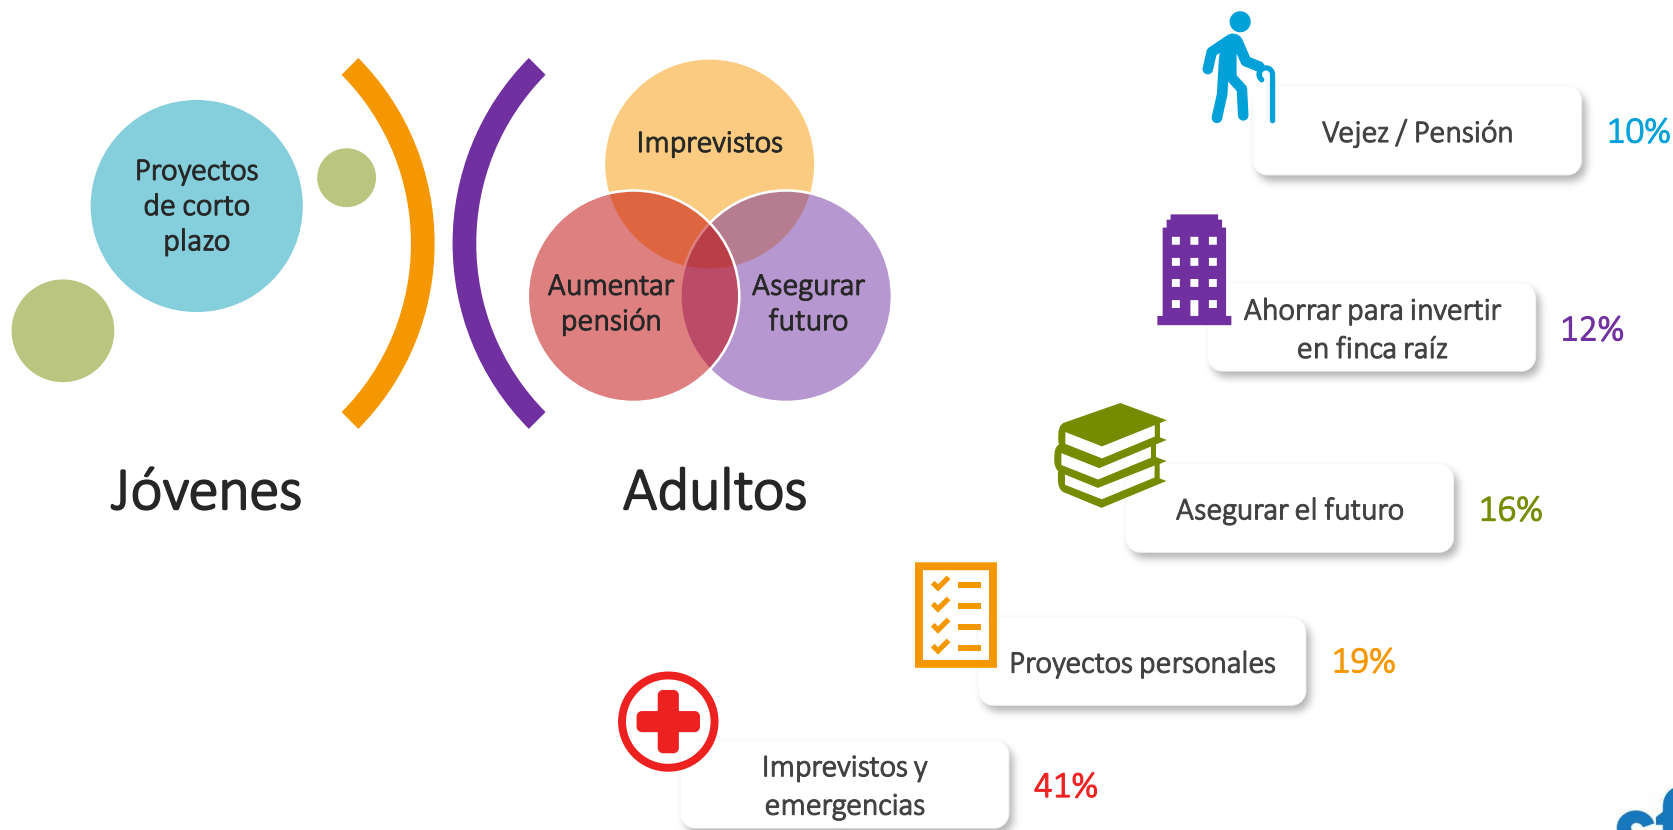 Proyectos
de corto
plazo
Jóvenes
Imprevistos
Aumentar
pensión
Asegurar
futuro
Adultos
Vejez / Pensión
10%
Ahorrar para invertir
en finca raíz
12%
Asegurar el futuro
16%
Proyectos personales
19%
Imprevistos y
emergencias
41%